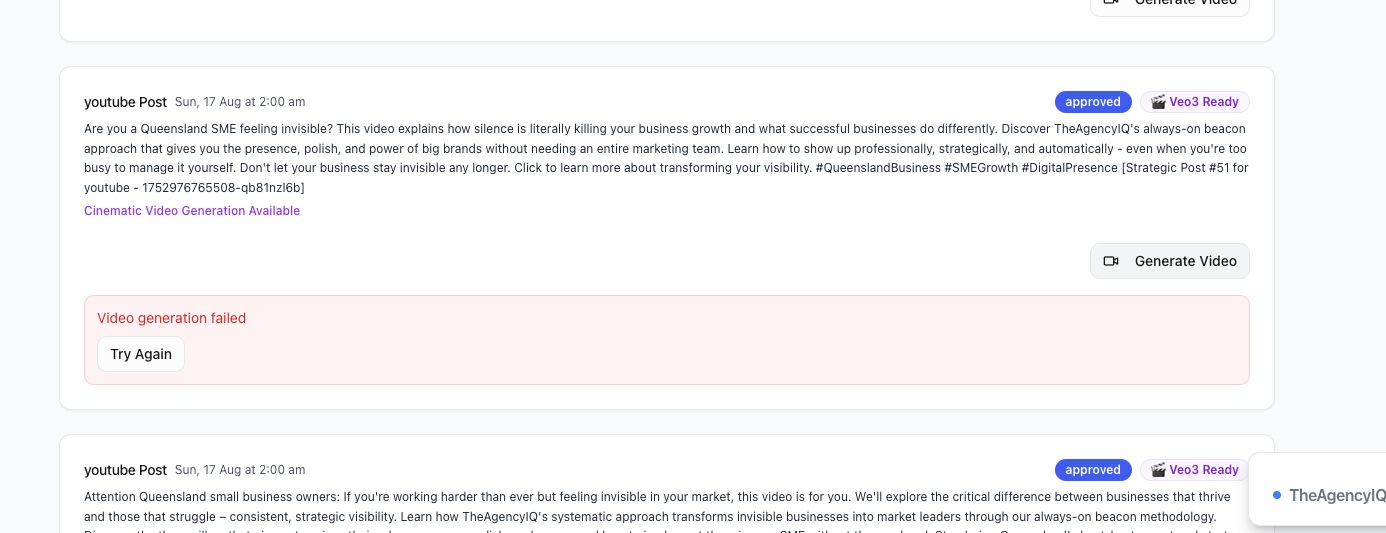 Generate Video
youtube Post Sun, 17 Aug at 2:00 am approved 🎬 Veo3 Ready
Are you a Queensland SME feeling invisible? This video explains how silence is literally killing your business growth and what successful businesses do differently. Discover TheAgencyIQ's always-on beacon
approach that gives you the presence, polish, and power of big brands without needing an entire marketing team. Learn how to show up professionally, strategically, and automatically - even when you're too
busy to manage it yourself. Don't let your business stay invisible any longer. Click to learn more about transforming your visibility. #QueenslandBusiness #SMEGrowth #DigitalPresence [Strategic Post #51 for
youtube - 1752976765508-qb81nzl6b]
Cinematic Video Generation Available
Generate Video
Video generation failed
Try Again
youtube Post Sun, 17 Aug at 2:00 am approved 🎬 Veo3 Ready
Attention Queensland small business owners: If you're working harder than ever but feeling invisible in your market, this video is for you. We'll explore the critical difference between businesses that thrive
TheAgencyIQ
and those that struggle – consistent, strategic visibility. Learn how TheAgencyIQ's systematic approach transforms invisible businesses into market leaders through our always-on beacon methodology.